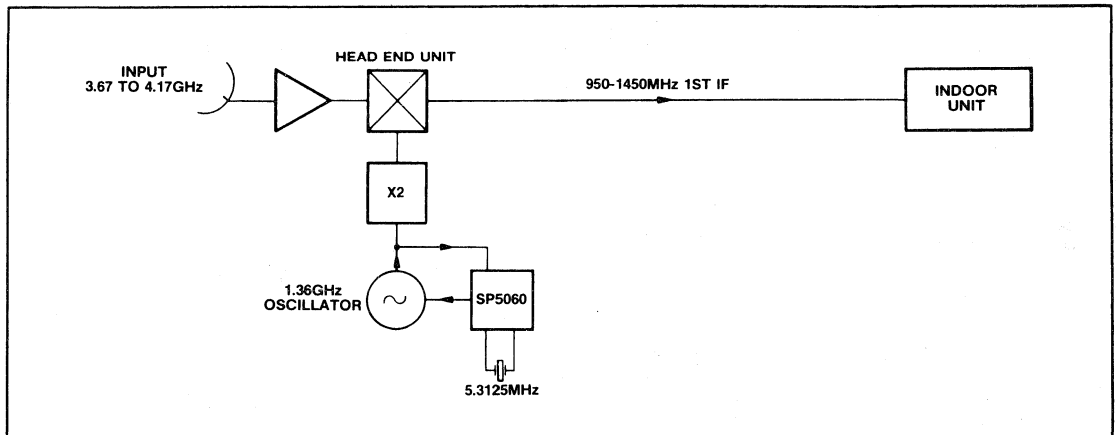 HEAD END UNIT
INPUT
3.67 TO 4.17GHz
950-1450MHz 1ST IF
INDOOR
UNIT
X2
1.36GHz
OSCILLATOR
SP5060
5.3125MHz